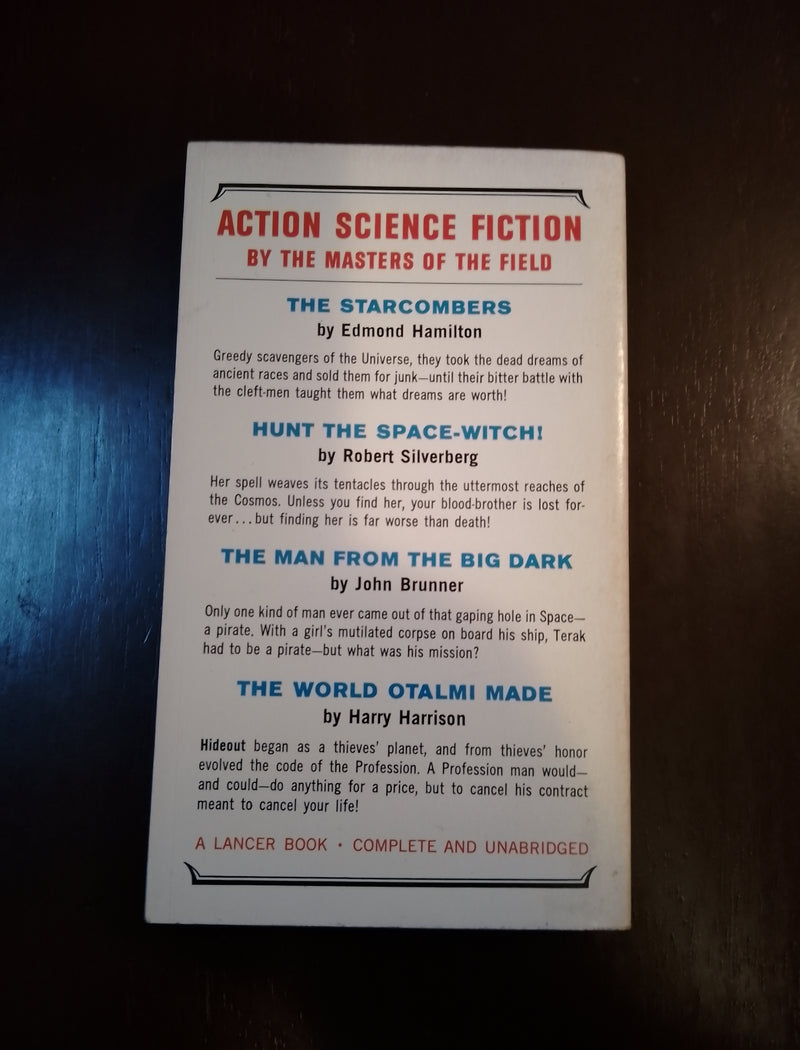 ACTION SCIENCE FICTION
BY THE MASTERS OF THE FIELD
THE STARCOMBERS
by Edmond Hamilton
Greedy scavengers of the Universe, they took the dead dreams of
ancient races and sold them for junk—until their bitter battle with
the cleft-men taught them what dreams are worth!
HUNT THE SPACE-WITCH!
by Robert Silverberg
Her spell weaves its tentacles through the uttermost reaches of
the Cosmos. Unless you find her, your blood-brother is lost for-
ever...but finding her is far worse than death!
THE MAN FROM THE BIG DARK
by John Brunner
Only one kind of man ever came out of that gaping hole in Space—
a pirate. With a girl's mutilated corpse on board his ship, Terak
had to be a pirate—but what was his mission?
THE WORLD OTALMI MADE
by Harry Harrison
Hideout began as a thieves' planet, and from thieves' honor
evolved the code of the Profession. A Profession man would—
and could—do anything for a price, but to cancel his contract
meant to cancel your life!
A LANCER BOOK • COMPLETE AND UNABRIDGED